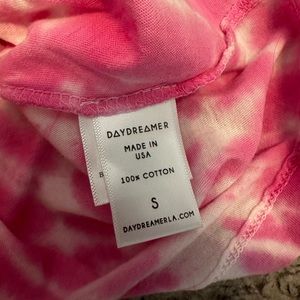 DAYDREAMER
MADE IN
USA
100% COTTON
S
DAYDREAMERLA.COM